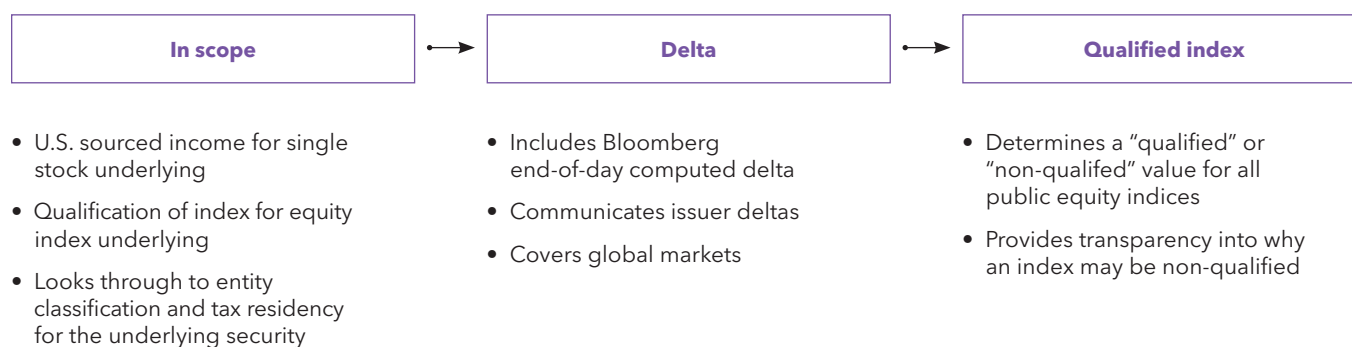 In scope
Delta
Qualified index
• U.S. sourced income for single
stock underlying
• Qualification of index for equity
index underlying
• Looks through to entity
classification and tax residency
for the underlying security
• Includes Bloomberg
end-of-day computed delta
• Communicates issuer deltas
• Covers global markets
• Determines a “qualified” or
“non-qualifed” value for all
public equity indices
• Provides transparency into why
an index may be non-qualified